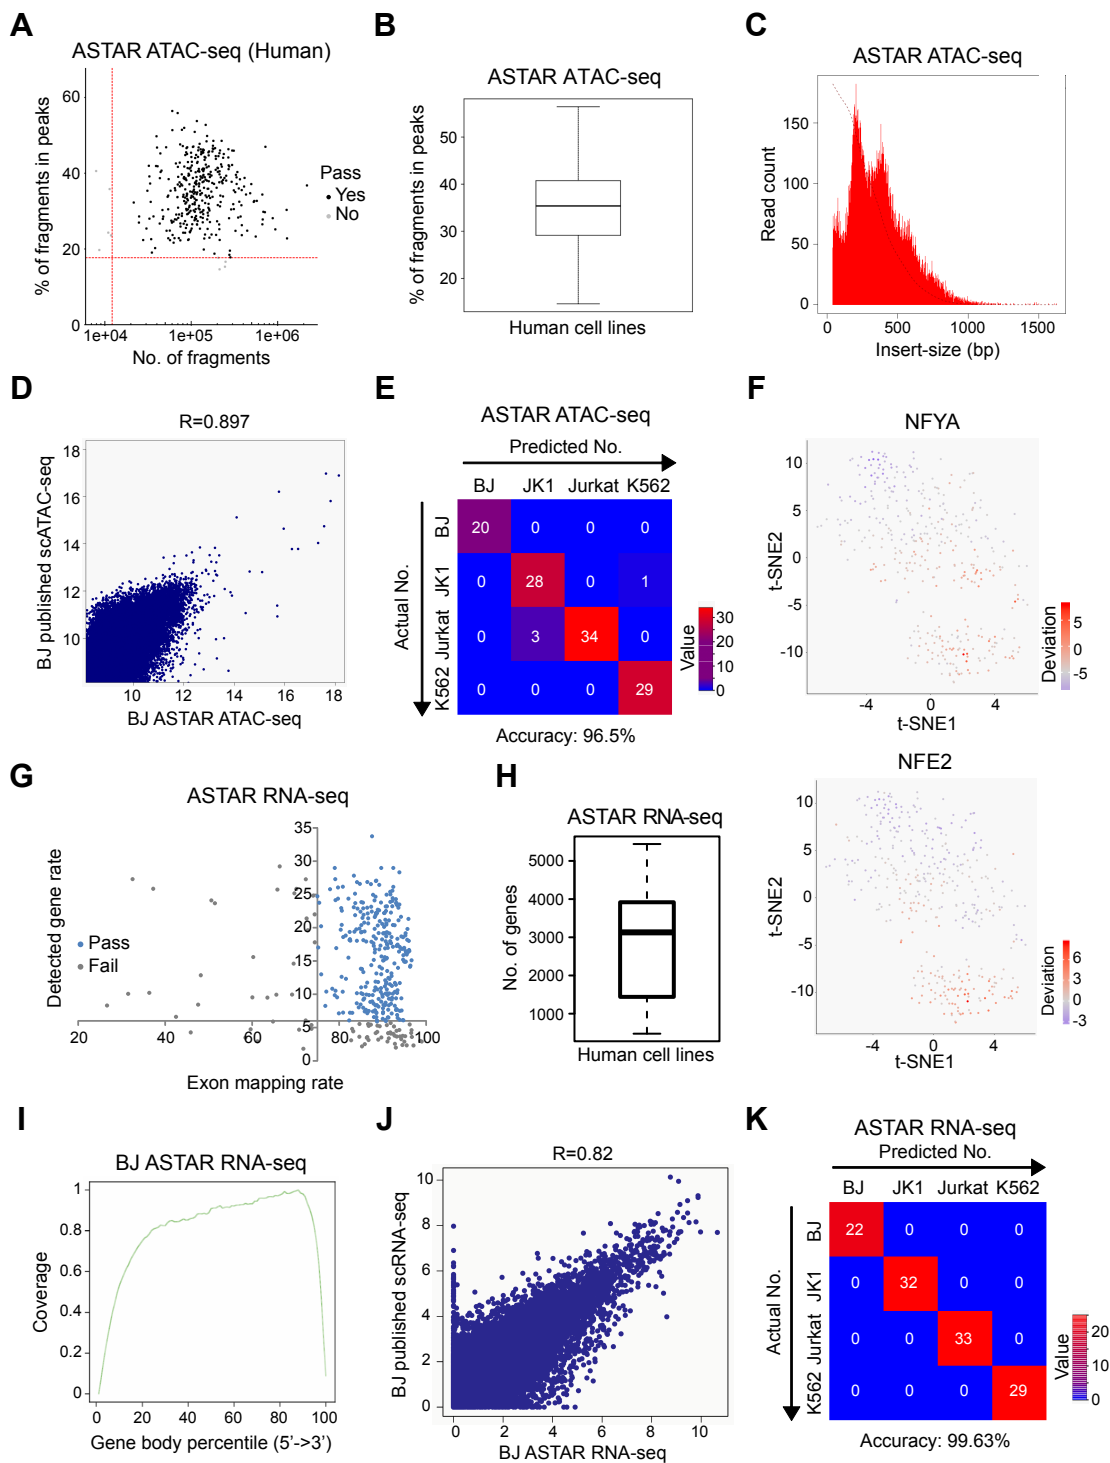 A
ASTAR ATAC-seq (Human)
% of fragments in peaks
60
40
20
0
1e+04 1e+05 1e+06
No. of fragments
Pass
Yes
No
B
ASTAR ATAC-seq
% of fragments in peaks
50
40
30
20
Human cell lines
C
ASTAR ATAC-seq
Read count
150
100
50
0
0 500 1000 1500
Insert-size (bp)
D
R=0.897
BJ published scATAC-seq
18
16
14
12
10
10 12 14 16 18
BJ ASTAR ATAC-seq
E
ASTAR ATAC-seq
Predicted No.
BJ JK1 Jurkat K562
Actual No.
BJ 20 0 0 0
JK1 0 28 0 1
Jurkat 0 3 34 0
K562 0 0 0 29
Value
30
20
10
0
Accuracy: 96.5%
F
NFYA
t-SNE2
10
5
0
-5
-10
-4 0 4
t-SNE1
Deviation
5
0
-5
NFE2
t-SNE2
10
5
0
-5
-10
-4 0 4
t-SNE1
Deviation
6
3
0
-3
G
ASTAR RNA-seq
Detected gene rate
35
30
25
20
15
10
5
0
Pass
Fail
20 40 60 80 100
Exon mapping rate
H
ASTAR RNA-seq
No. of genes
5000
4000
3000
2000
1000
Human cell lines
I
BJ ASTAR RNA-seq
Coverage
1
0.8
0.6
0.4
0.2
0
0 20 40 60 80 100
Gene body percentile (5'->3')
J
R=0.82
BJ published scRNA-seq
10
8
6
4
2
0
0 2 4 6 8 10
BJ ASTAR RNA-seq
K
ASTAR RNA-seq
Predicted No.
BJ JK1 Jurkat K562
Actual No.
BJ 22 0 0 0
JK1 0 32 0 0
Jurkat 0 0 33 0
K562 0 0 0 29
Value
20
10
0
Accuracy: 99.63%